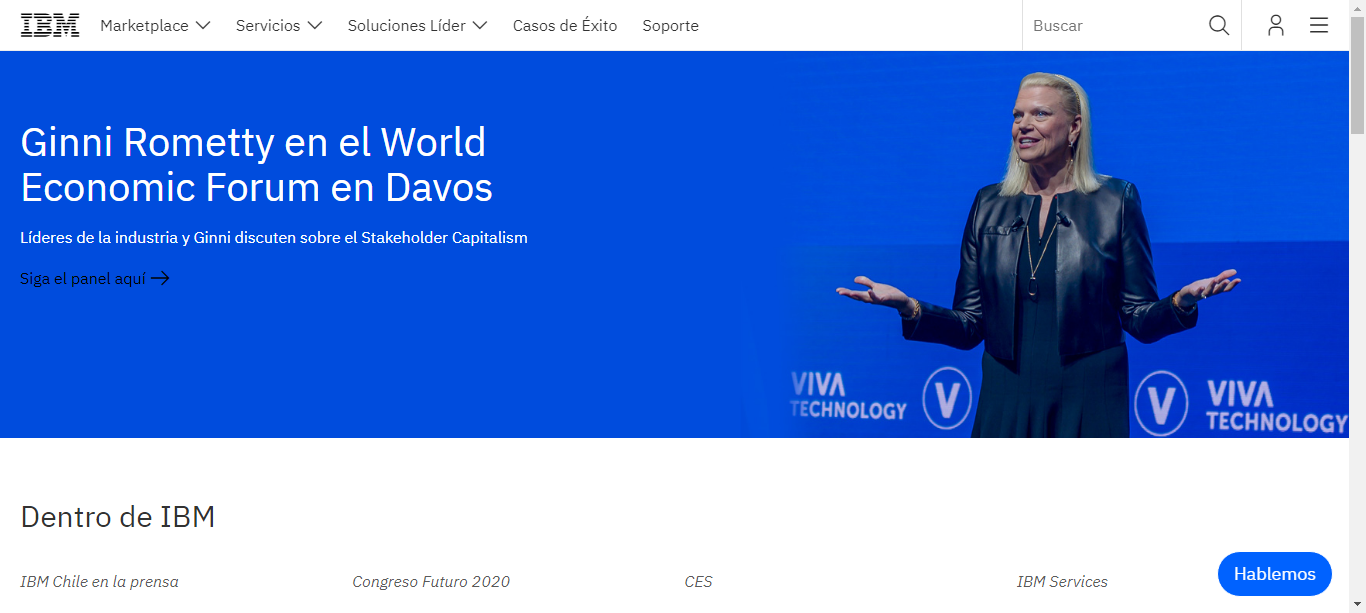 IBM Marketplace Servicios Soluciones Líder Casos de Éxito Soporte Buscar
Ginni Rometty en el World
Economic Forum en Davos
Líderes de la industria y Ginni discuten sobre el Stakeholder Capitalism
Siga el panel aquí
VIVA
TECHNOLOGY
V
V
VIVA
TECHNOLOGY
Dentro de IBM
IBM Chile en la prensa Congreso Futuro 2020 CES IBM Services
Hablemos